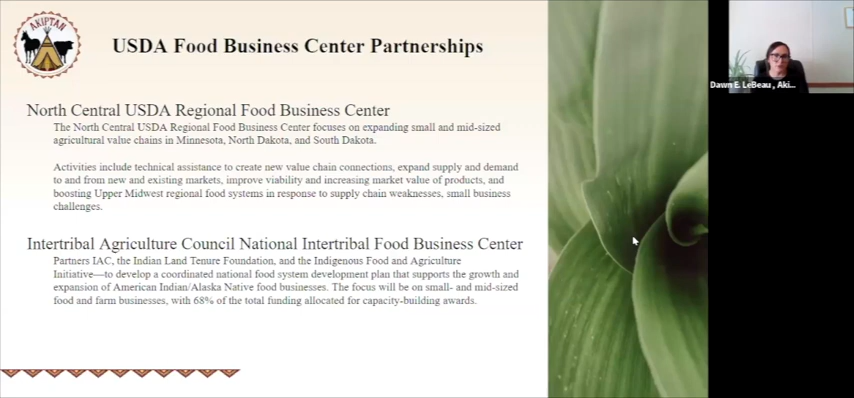 AKIPTAN
USDA Food Business Center Partnerships
North Central USDA Regional Food Business Center
The North Central USDA Regional Food Business Center focuses on expanding small and mid-sized
agricultural value chains in Minnesota, North Dakota, and South Dakota.
Activities include technical assistance to create new value chain connections, expand supply and demand
to and from new and existing markets, improve viability and increasing market value of products, and
boosting Upper Midwest regional food systems in response to supply chain weaknesses, small business
challenges.
Intertribal Agriculture Council National Intertribal Food Business Center
Partners IAC, the Indian Land Tenure Foundation, and the Indigenous Food and Agriculture
Initiative—to develop a coordinated national food system development plan that supports the growth and
expansion of American Indian/Alaska Native food businesses. The focus will be on small- and mid-sized
food and farm businesses, with 68% of the total funding allocated for capacity-building awards.
Dawn E. LeBeau , Aki...